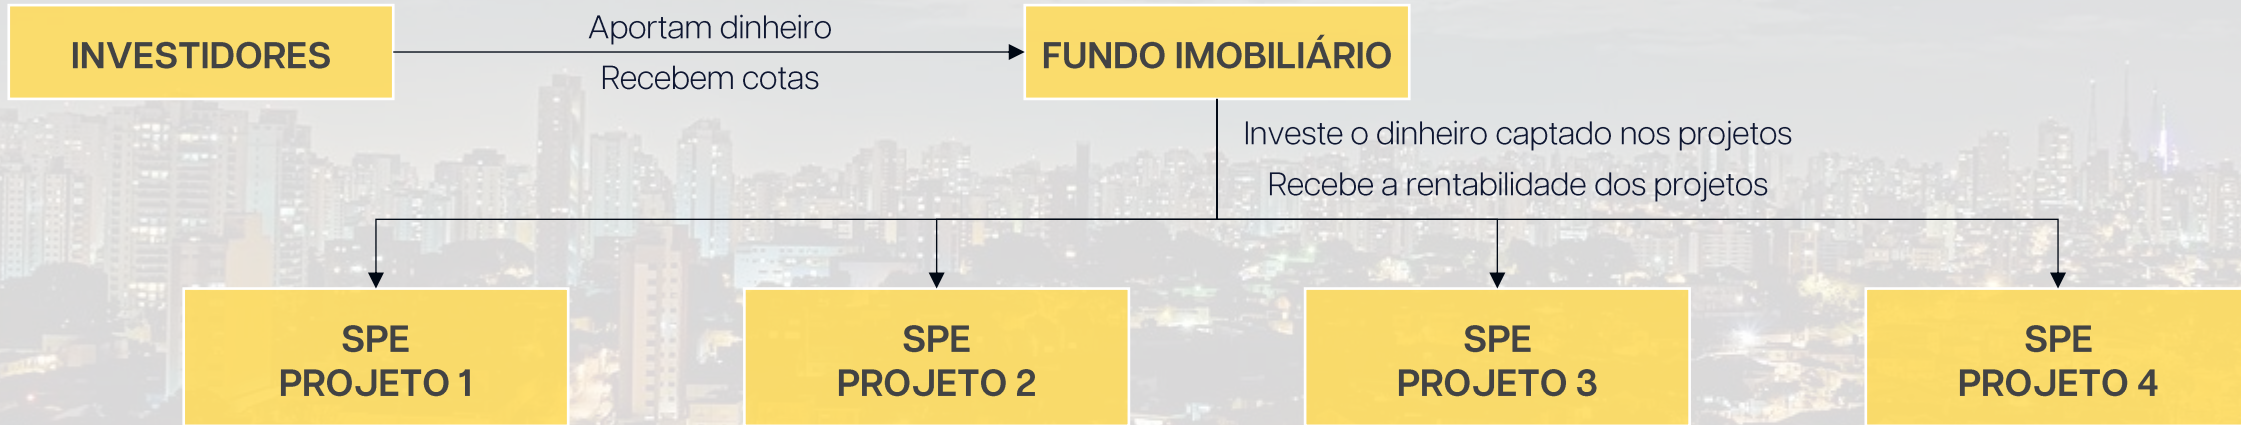 INVESTIDORES
Aportam dinheiro
Recebem cotas
FUNDO IMOBILIÁRIO
Investe o dinheiro captado nos projetos
Recebe a rentabilidade dos projetos
SPE
PROJETO 1
SPE
PROJETO 2
SPE
PROJETO 3
SPE
PROJETO 4